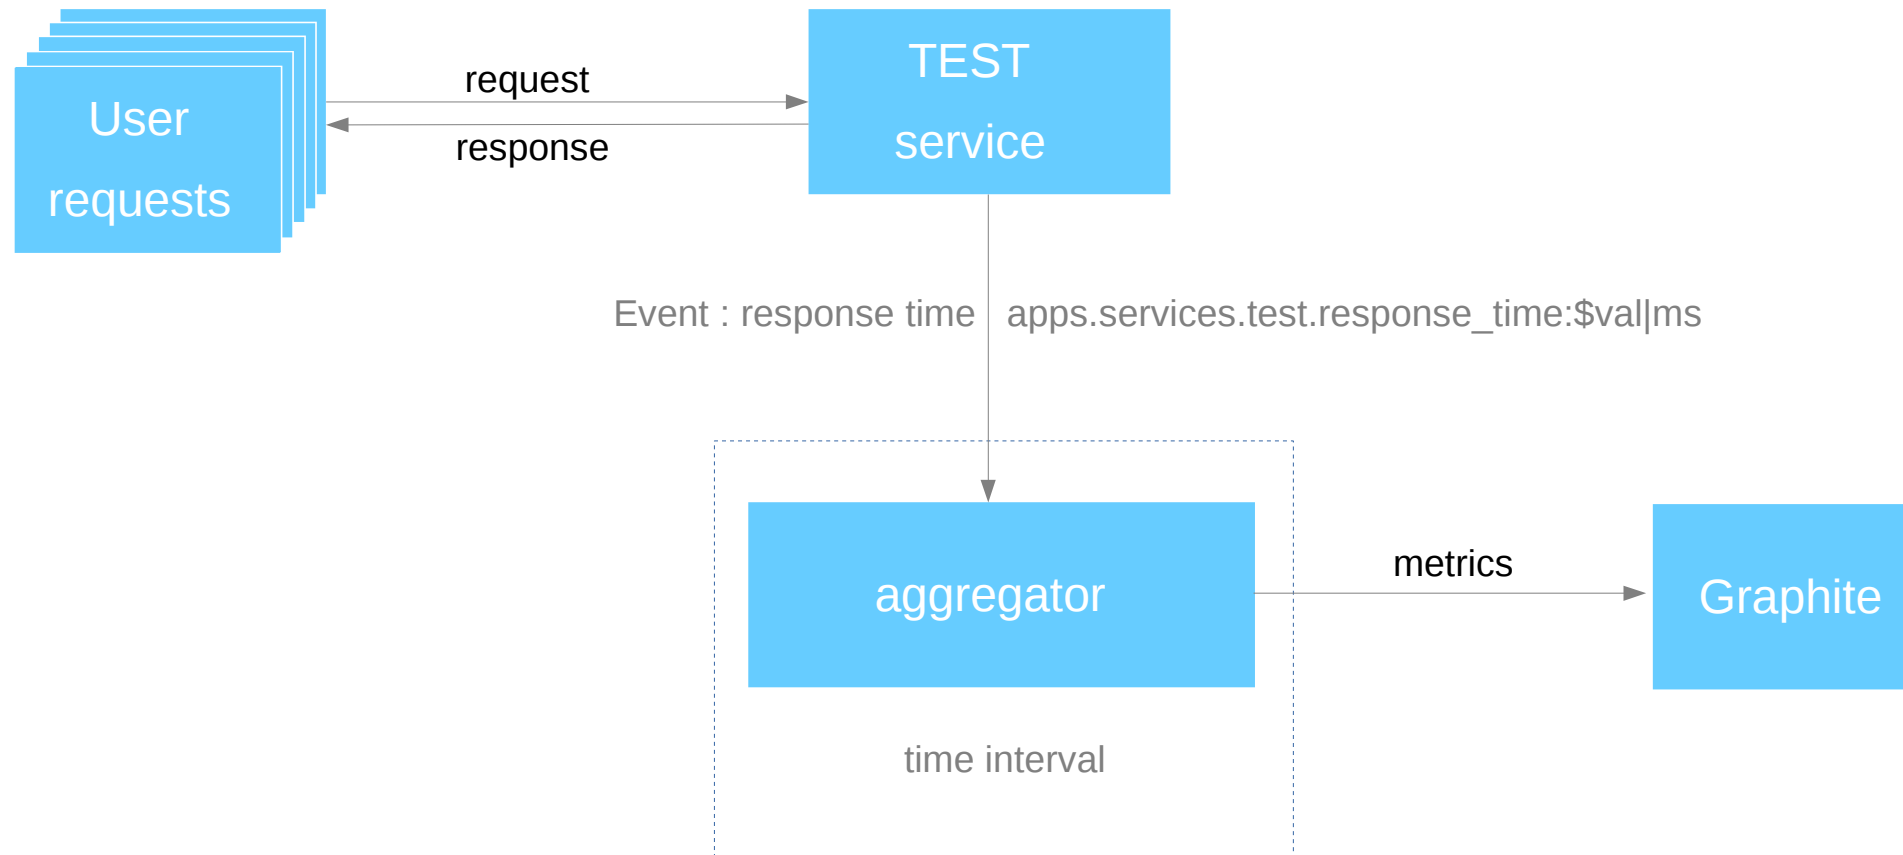 User
requests
request
response
TEST
service
Event : response time
apps.services.test.response_time:$val|ms
aggregator
metrics
Graphite
time interval